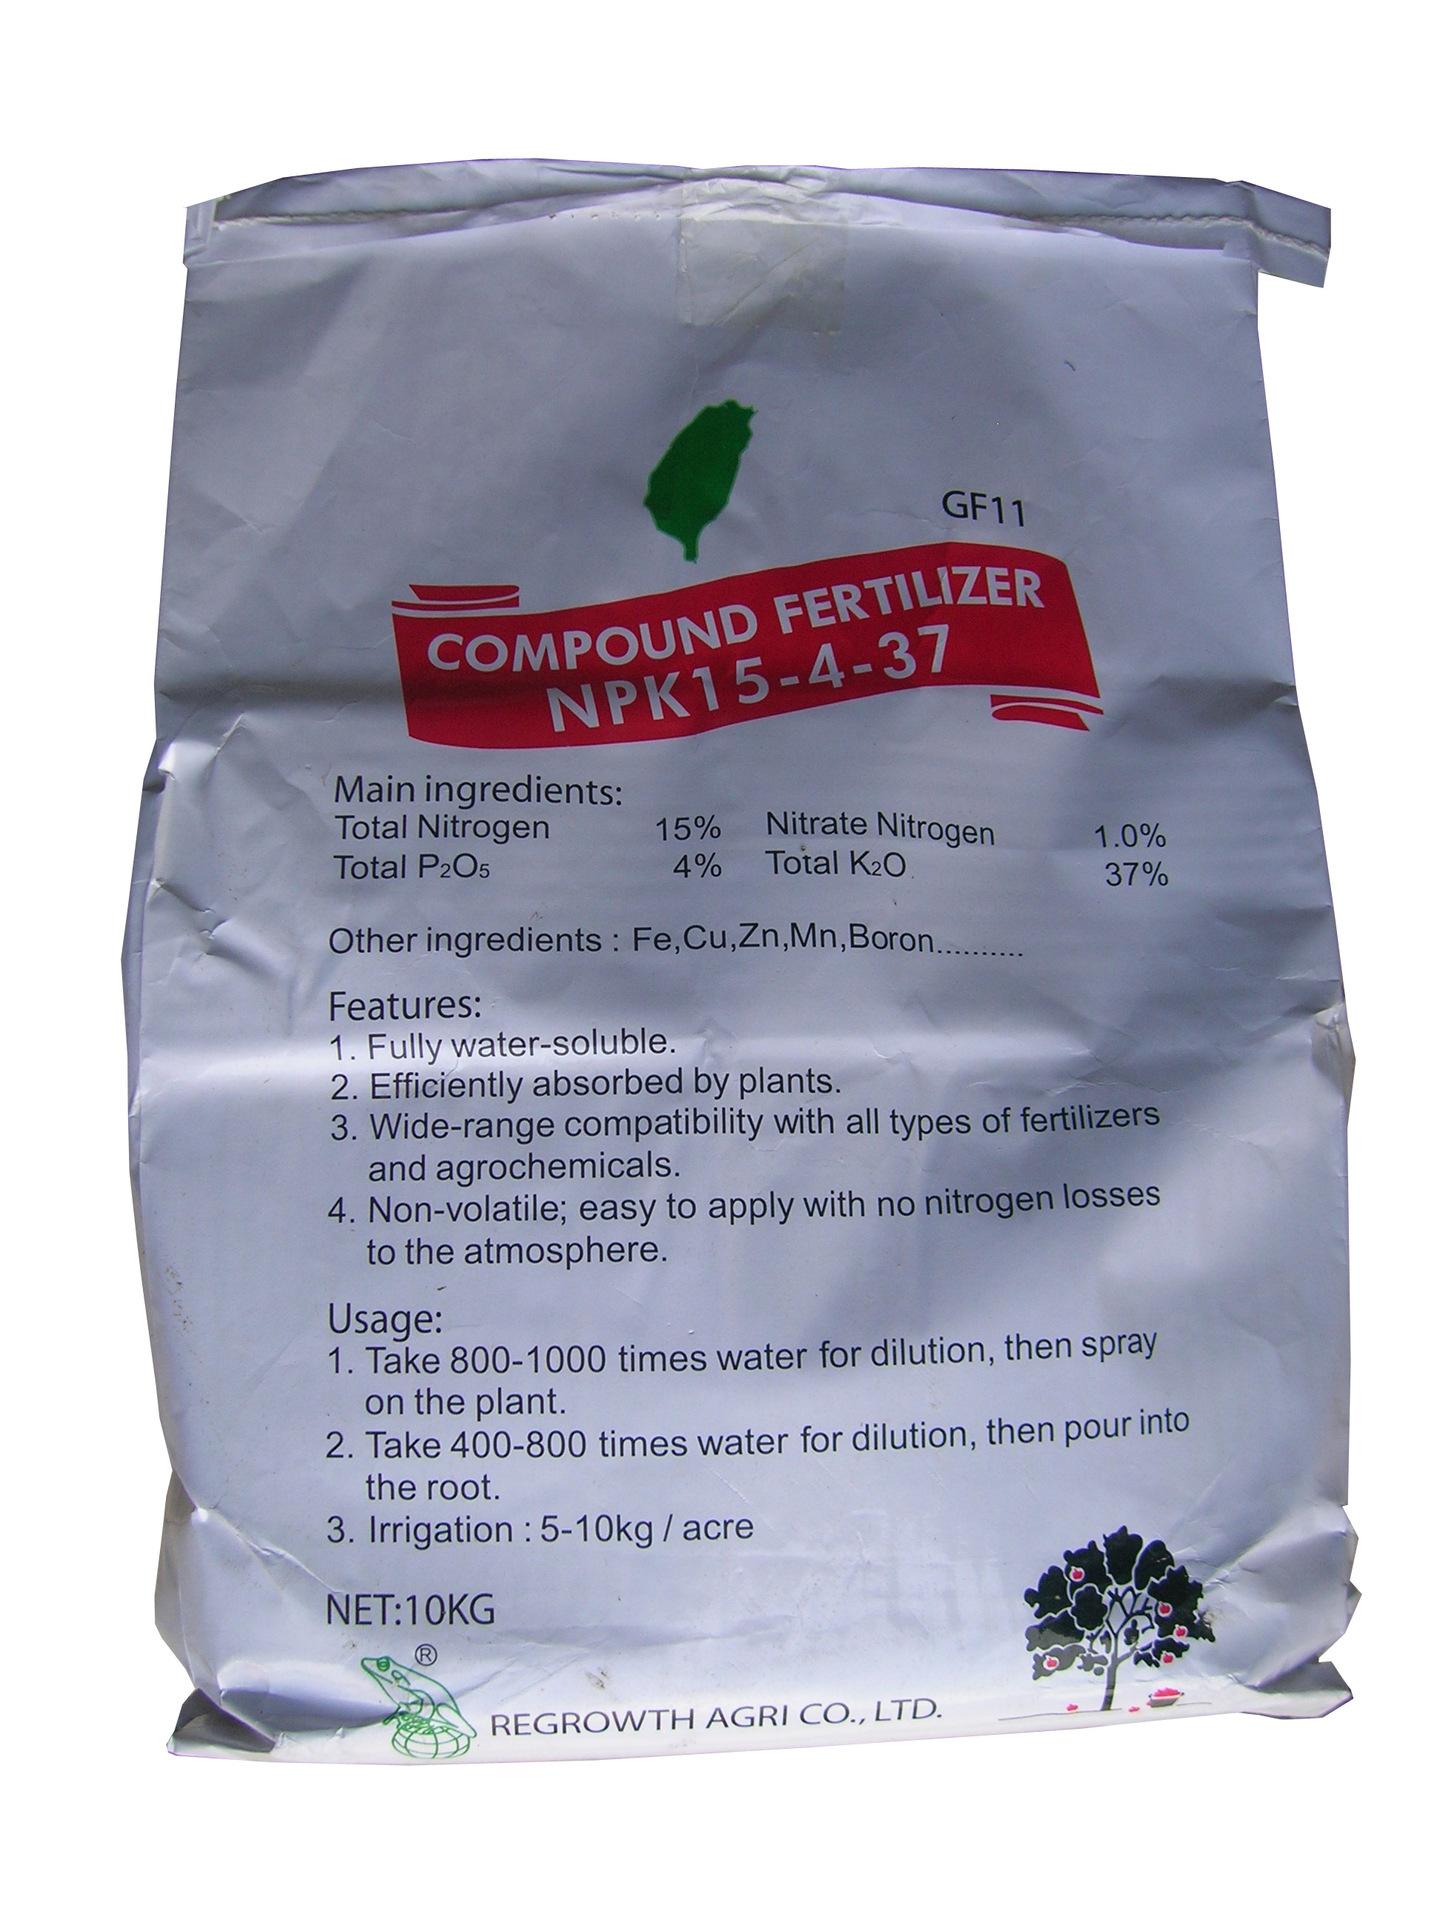 GF11
COMPOUND FERTILIZER
NPK15-4-37
Main ingredients:
Total Nitrogen 15% Nitrate Nitrogen 1.0%
Total P₂O₅ 4% Total K₂O 37%
Other ingredients : Fe,Cu,Zn,Mn,Boron..........
Features:
1. Fully water-soluble.
2. Efficiently absorbed by plants.
3. Wide-range compatibility with all types of fertilizers
and agrochemicals.
4. Non-volatile; easy to apply with no nitrogen losses
to the atmosphere.
Usage:
1. Take 800-1000 times water for dilution, then spray
on the plant.
2. Take 400-800 times water for dilution, then pour into
the root.
3. Irrigation : 5-10kg / acre
NET:10KG
®
REGROWTH AGRI CO., LTD.